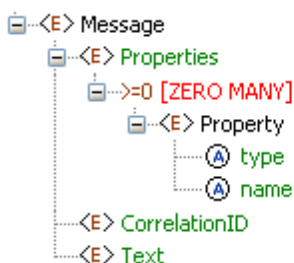 <E> Message
<E> Properties
>=0 [ZERO MANY]
<E> Property
A type
A name
<E> CorrelationID
<E> Text